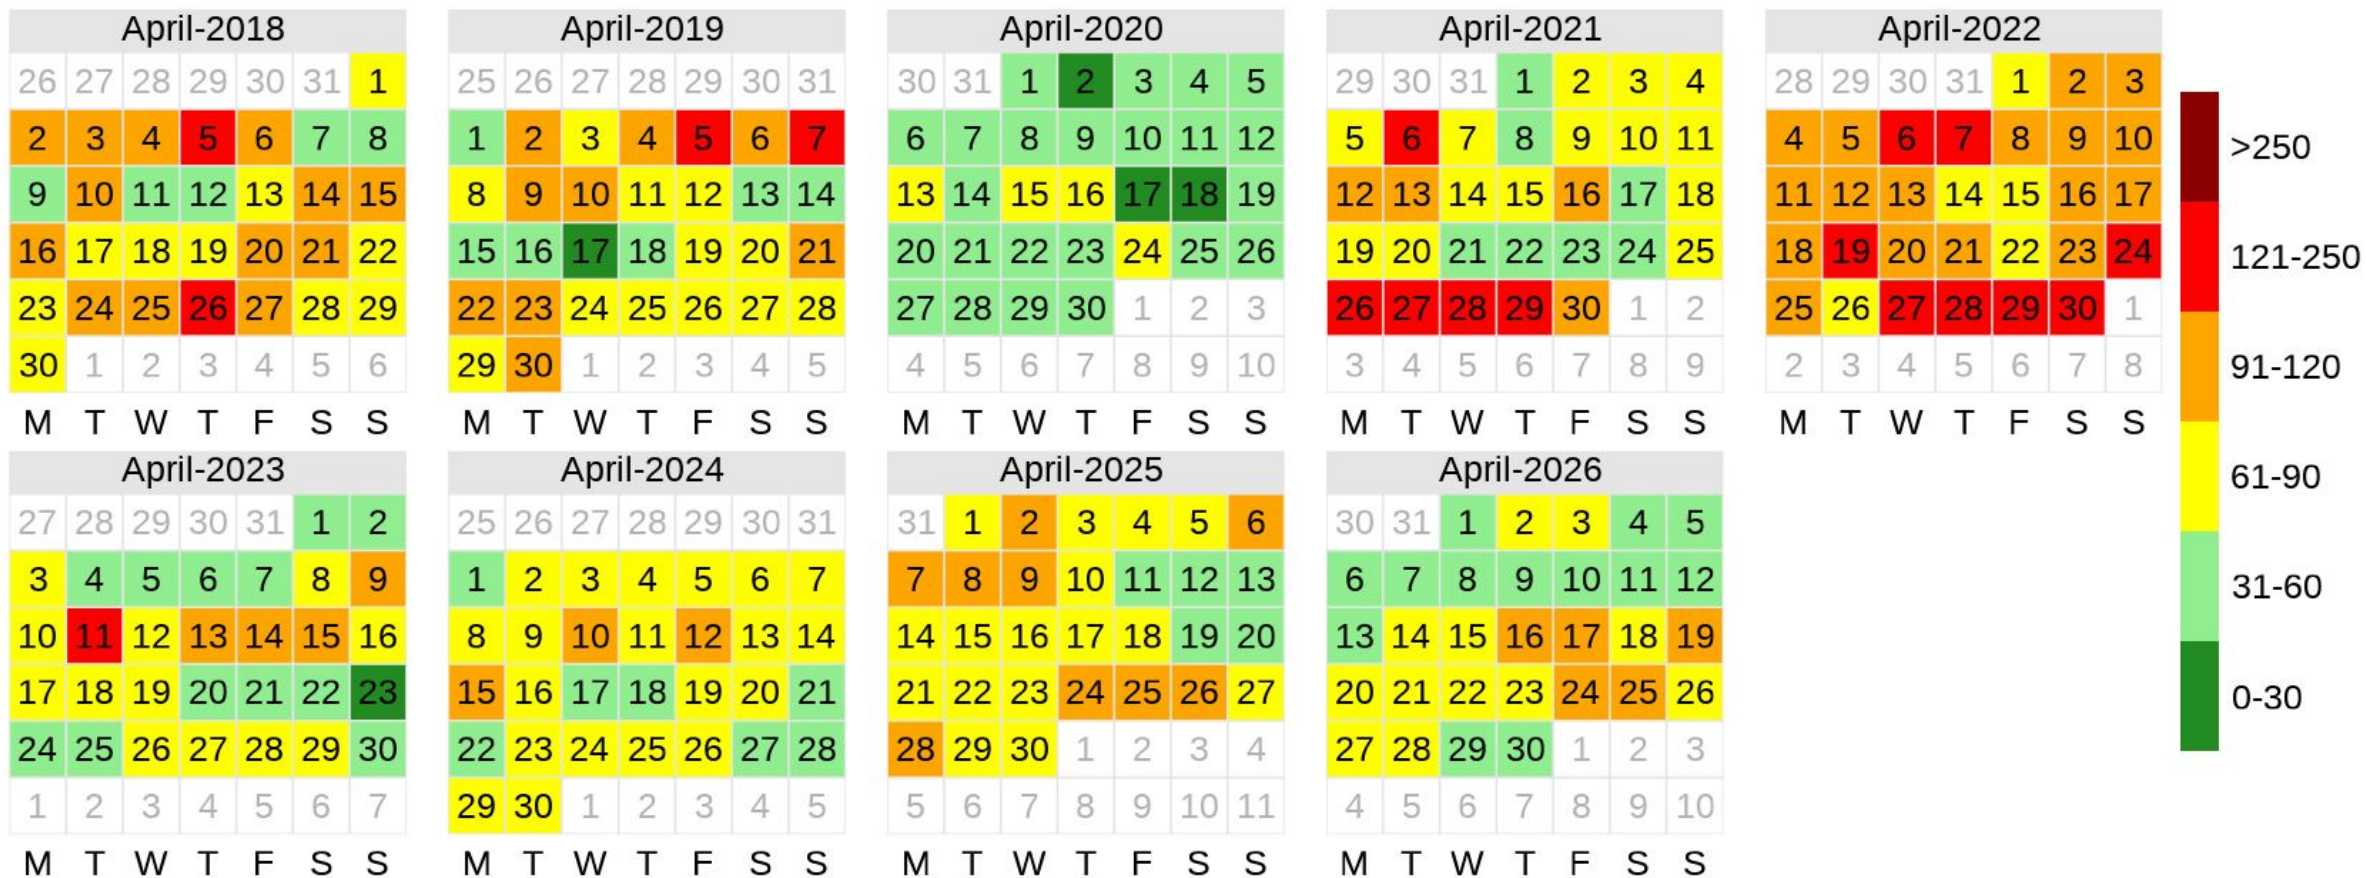 April-2018
26 27 28 29 30 31 1
2 3 4 5 6 7 8
9 10 11 12 13 14 15
16 17 18 19 20 21 22
23 24 25 26 27 28 29
30 1 2 3 4 5 6
M T W T F S S
April-2019
25 26 27 28 29 30 31
1 2 3 4 5 6 7
8 9 10 11 12 13 14
15 16 17 18 19 20 21
22 23 24 25 26 27 28
29 30 1 2 3 4 5
M T W T F S S
April-2020
30 31 1 2 3 4 5
6 7 8 9 10 11 12
13 14 15 16 17 18 19
20 21 22 23 24 25 26
27 28 29 30 1 2 3
4 5 6 7 8 9 10
M T W T F S S
April-2021
29 30 31 1 2 3 4
5 6 7 8 9 10 11
12 13 14 15 16 17 18
19 20 21 22 23 24 25
26 27 28 29 30 1 2
3 4 5 6 7 8 9
M T W T F S S
April-2022
28 29 30 31 1 2 3
4 5 6 7 8 9 10
11 12 13 14 15 16 17
18 19 20 21 22 23 24
25 26 27 28 29 30 1
2 3 4 5 6 7 8
M T W T F S S
April-2023
27 28 29 30 31 1 2
3 4 5 6 7 8 9
10 11 12 13 14 15 16
17 18 19 20 21 22 23
24 25 26 27 28 29 30
1 2 3 4 5 6 7
M T W T F S S
April-2024
25 26 27 28 29 30 31
1 2 3 4 5 6 7
8 9 10 11 12 13 14
15 16 17 18 19 20 21
22 23 24 25 26 27 28
29 30 1 2 3 4 5
M T W T F S S
April-2025
31 1 2 3 4 5 6
7 8 9 10 11 12 13
14 15 16 17 18 19 20
21 22 23 24 25 26 27
28 29 30 1 2 3 4
5 6 7 8 9 10 11
M T W T F S S
April-2026
30 31 1 2 3 4 5
6 7 8 9 10 11 12
13 14 15 16 17 18 19
20 21 22 23 24 25 26
27 28 29 30 1 2 3
4 5 6 7 8 9 10
M T W T F S S
>250
121-250
91-120
61-90
31-60
0-30